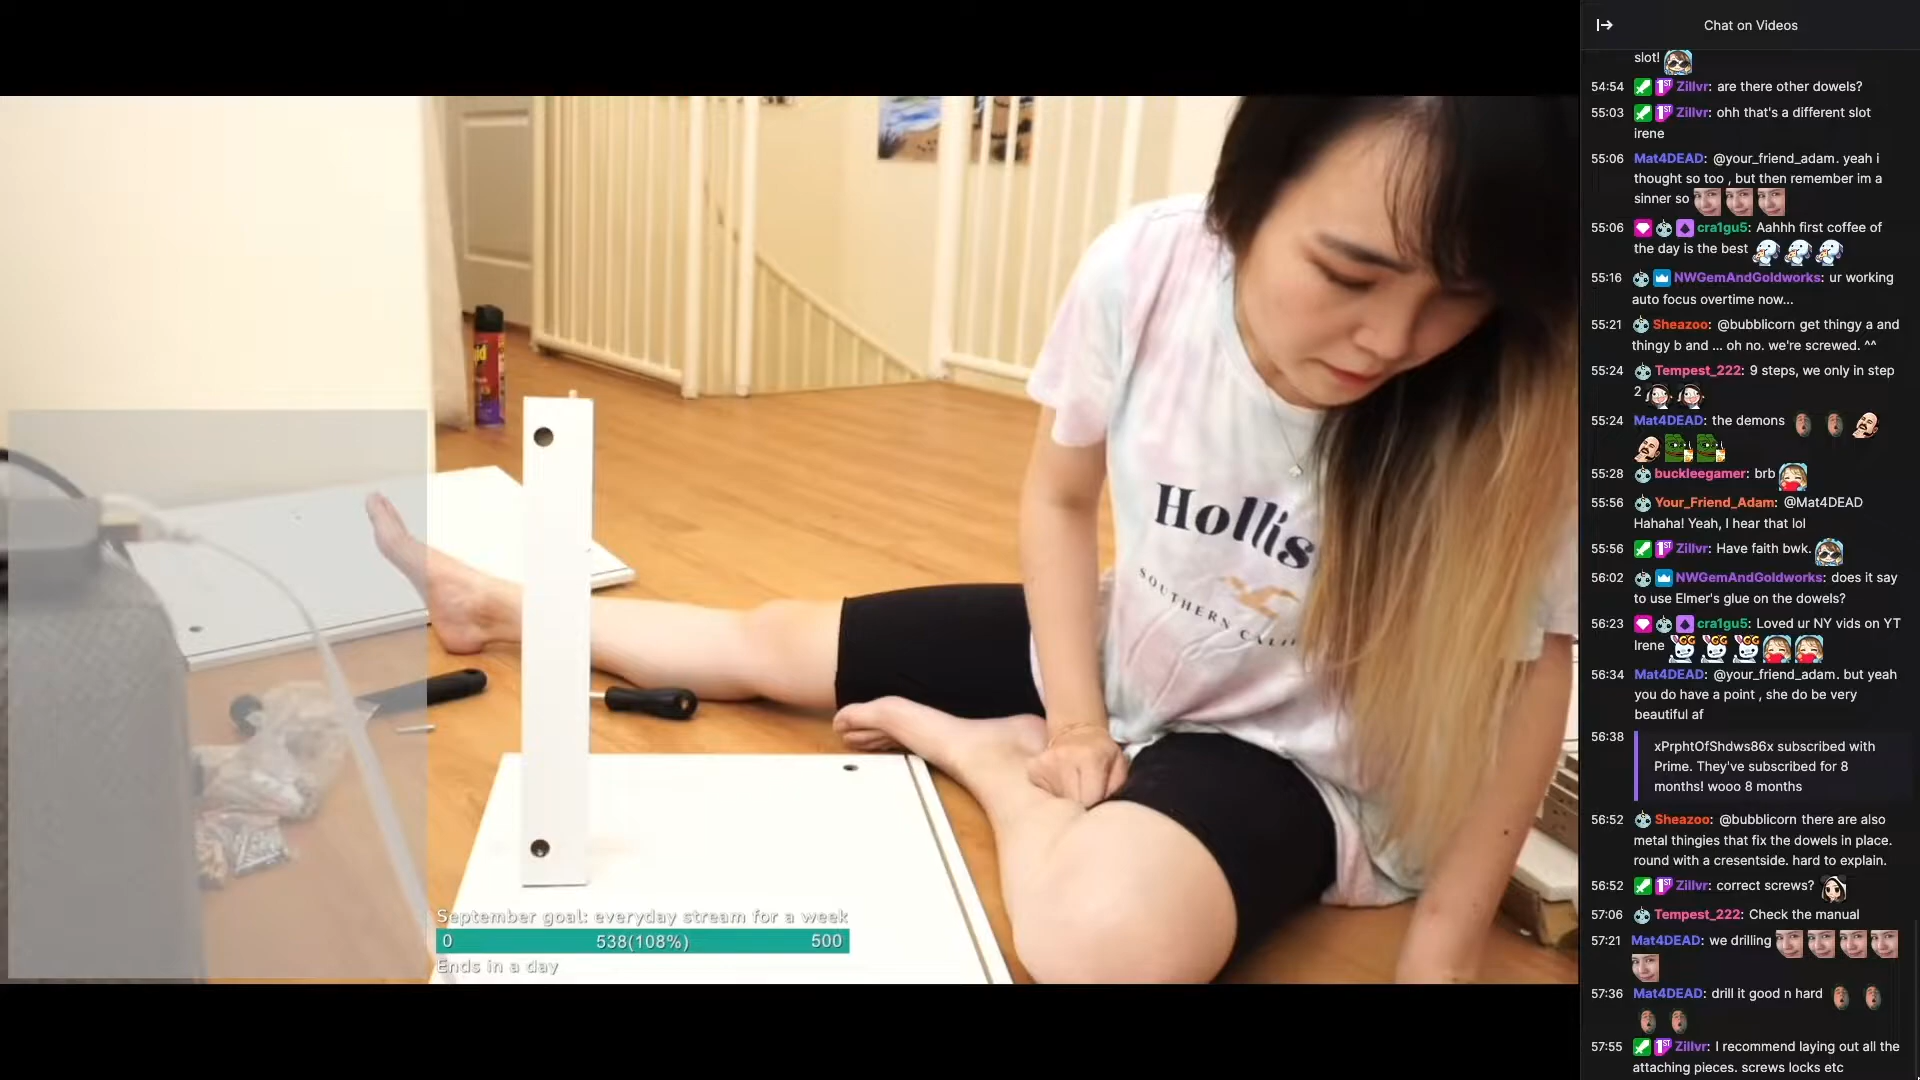 id
Hollis
SOUTHERN CALI
September goal: everyday stream for a week
0 538(108%) 500
Ends in a day
Chat on Videos
slot!
54:54 Zillvr: are there other dowels?
55:03 Zillvr: ohh that's a different slot
irene
55:06 Mat4DEAD: @your_friend_adam. yeah i
thought so too , but then remember im a
sinner so
55:06 cra1gu5: Aahhh first coffee of
the day is the best
55:16 NWGemAndGoldworks: ur working
auto focus overtime now...
55:21 Sheazoo: @bubblicorn get thingy a and
thingy b and ... oh no. we're screwed. ^^
55:24 Tempest_222: 9 steps, we only in step
2
55:24 Mat4DEAD: the demons
55:28 buckleegamer: brb
55:56 Your_Friend_Adam: @Mat4DEAD
Hahaha! Yeah, I hear that lol
55:56 Zillvr: Have faith bwk.
56:02 NWGemAndGoldworks: does it say
to use Elmer's glue on the dowels?
56:23 cra1gu5: Loved ur NY vids on YT
Irene
56:34 Mat4DEAD: @your_friend_adam. but yeah
you do have a point , she do be very
beautiful af
56:38 xPrphtOfShdws86x subscribed with
Prime. They've subscribed for 8
months! wooo 8 months
56:52 Sheazoo: @bubblicorn there are also
metal thingies that fix the dowels in place.
round with a cresentside. hard to explain.
56:52 Zillvr: correct screws?
57:06 Tempest_222: Check the manual
57:21 Mat4DEAD: we drilling
57:36 Mat4DEAD: drill it good n hard
57:55 Zillvr: I recommend laying out all the
attaching pieces. screws locks etc